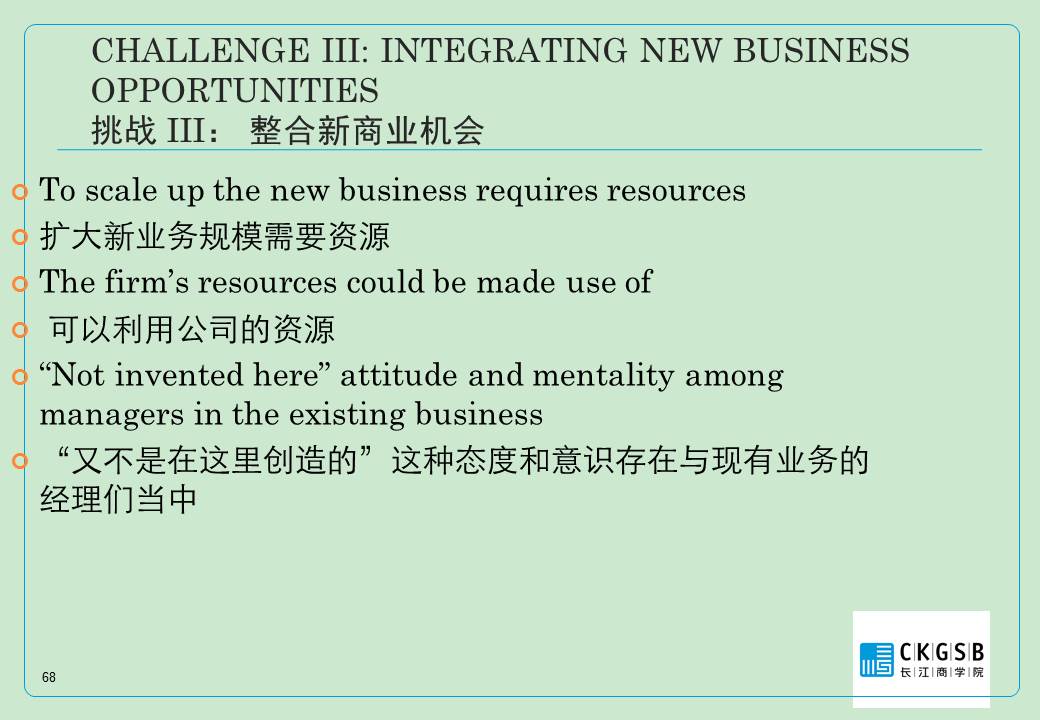 CHALLENGE III: INTEGRATING NEW BUSINESS
OPPORTUNITIES
挑战 III： 整合新商业机会
To scale up the new business requires resources
扩大新业务规模需要资源
The firm’s resources could be made use of
可以利用公司的资源
“Not invented here” attitude and mentality among
managers in the existing business
“又不是在这里创造的”这种态度和意识存在与现有业务的
经理们当中
CKGSB
长江商学院
68